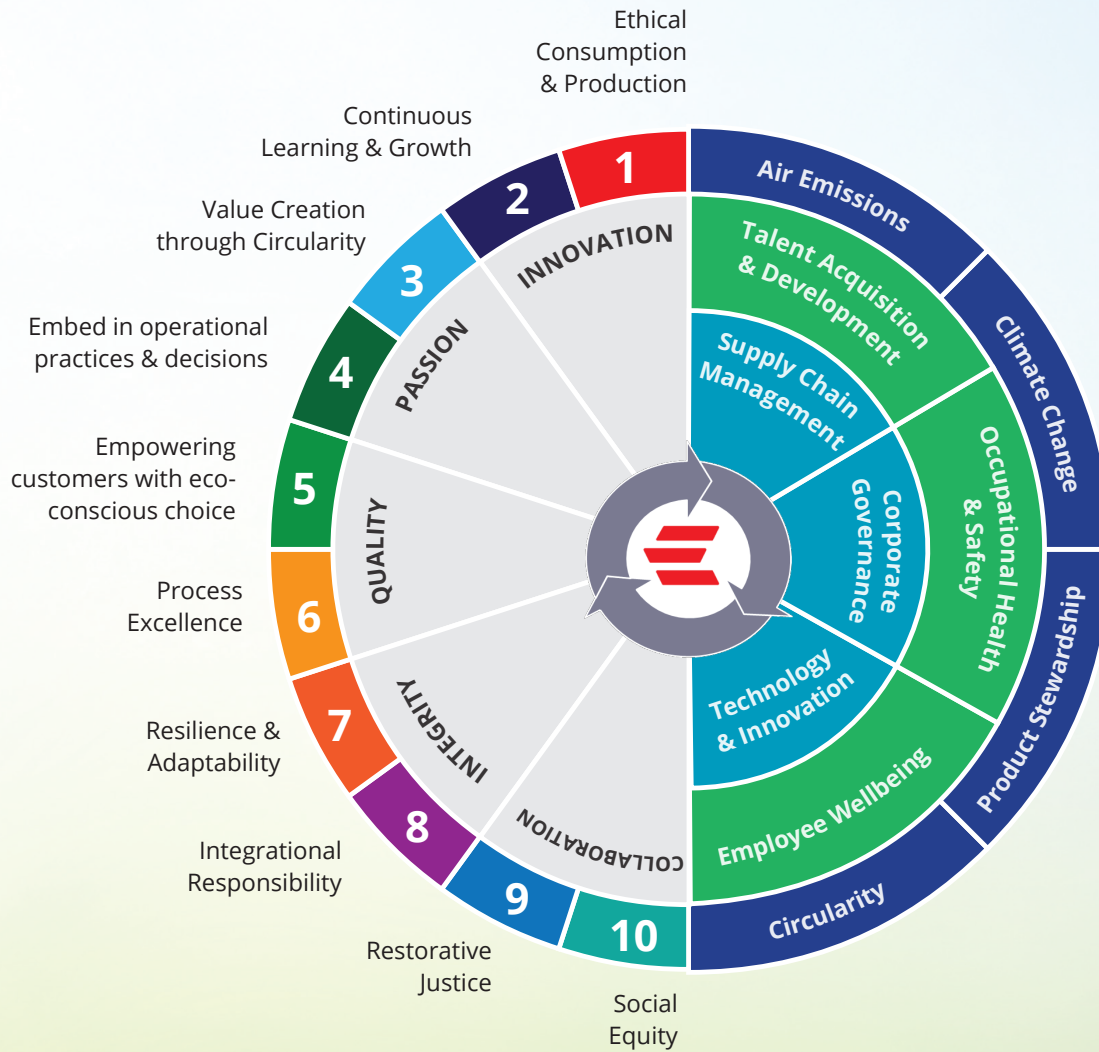 Ethical
Consumption
& Production
Continuous
Learning & Growth
Value Creation
through Circularity
Embed in operational
practices & decisions
Empowering
customers with eco-
conscious choice
Process
Excellence
Resilience &
Adaptability
Integrational
Responsibility
Restorative
Justice
Social
Equity
1
2
3
4
5
6
7
8
9
10
INNOVATION
PASSION
QUALITY
INTEGRITY
COLLABORATION
Air Emissions
Climate Change
Product Stewardship
Circularity
Talent Acquisition
& Development
Occupational Health
& Safety
Employee Wellbeing
Supply Chain
Management
Corporate
Governance
Technology
& Innovation